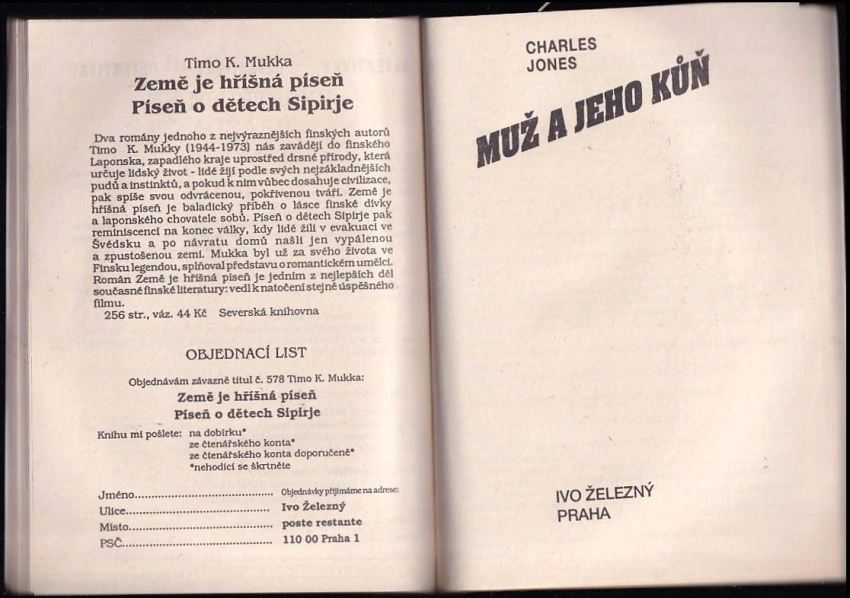 Timo K. Mukka
Země je hříšná píseň
Píseň o dětech Sipirje
Dva romány jednoho z nejvýraznějších finských autorů
Timo K. Mukky (1944-1973) nás zavádějí do finského
Laponska, zapadlého kraje uprostřed drsné přírody, která
určuje lidský život - lidé žijí podle svých nejzákladnějších
pudů a instinktů, a pokud k nim vůbec dosahuje civilizace,
pak spíše svou odvrácenou, pokřivenou tváří. Země je
hříšná píseň je baladický příběh o lásce finské dívky
a laponského chovatele sobů. Píseň o dětech Sipirje pak
reminiscencí na konec války, kdy lidé žili v evakuaci ve
Švédsku a po návratu domů našli jen vypálenou
a zpustošenou zemi. Mukka byl už za svého života ve
Finsku legendou, splňoval představu o romantickém umělci.
Román Země je hříšná píseň je jedním z nejlepších děl
současné finské literatury: vedl k natočení stejně úspěšného
filmu.
256 str., váz. 44 Kč Severská knihovna
OBJEDNACÍ LIST
Objednávám závazně titul č. 578 Timo K. Mukka:
Země je hříšná píseň
Píseň o dětech Sipirje
Knihu mi pošlete: na dobírku*
ze čtenářského konta*
ze čtenářského konta doporučeně*
*nehodící se škrtněte
Jméno.......................................... Objednávky přijímáme na adrese:
Ulice........................................... Ivo Železný
Místo........................................... poste restante
PSČ............................................. 110 00 Praha 1
CHARLES
JONES
MUŽ A JEHO KŮŇ
IVO ŽELEZNÝ
PRAHA